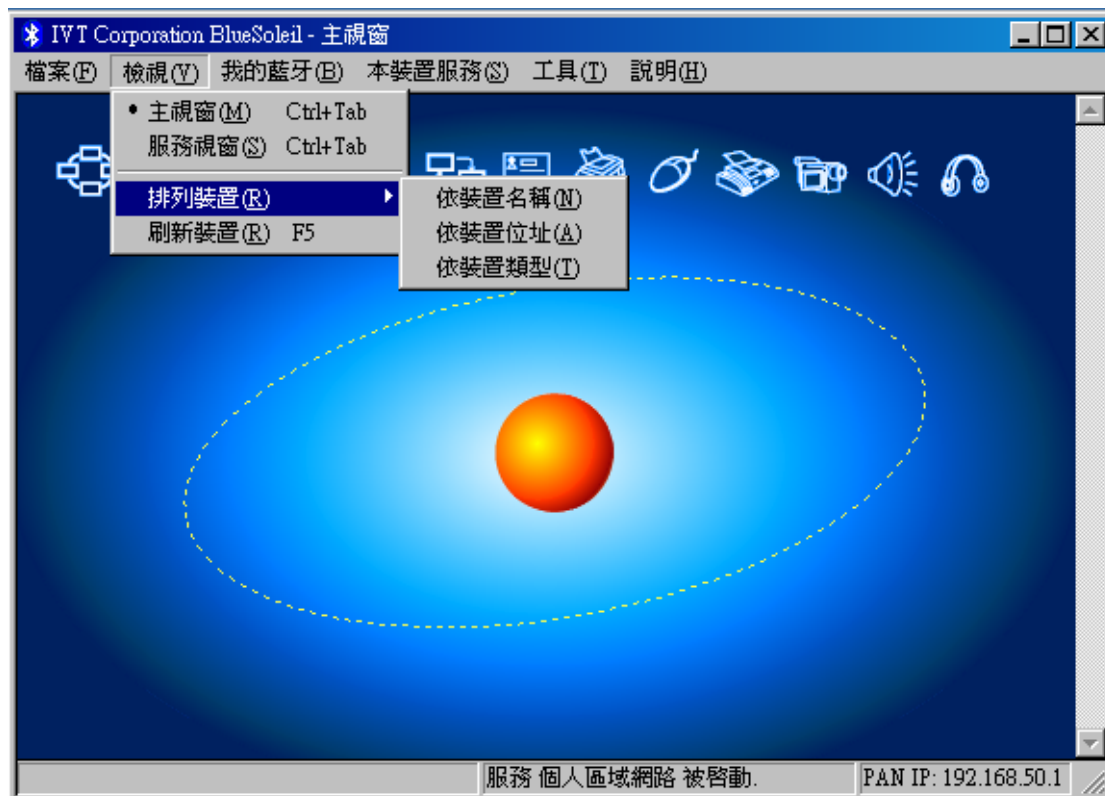 IVT Corporation BlueSoleil - 主視窗
檔案(F) 檢視(V) 我的藍牙(B) 本裝置服務(S) 工具(T) 說明(H)
主視窗(M) Ctrl+Tab
服務視窗(S) Ctrl+Tab
排列裝置(R)
刷新裝置(R) F5
依裝置名稱(N)
依裝置位址(A)
依裝置類型(T)
服務 個人區域網路 被啟動. PAN IP: 192.168.50.1